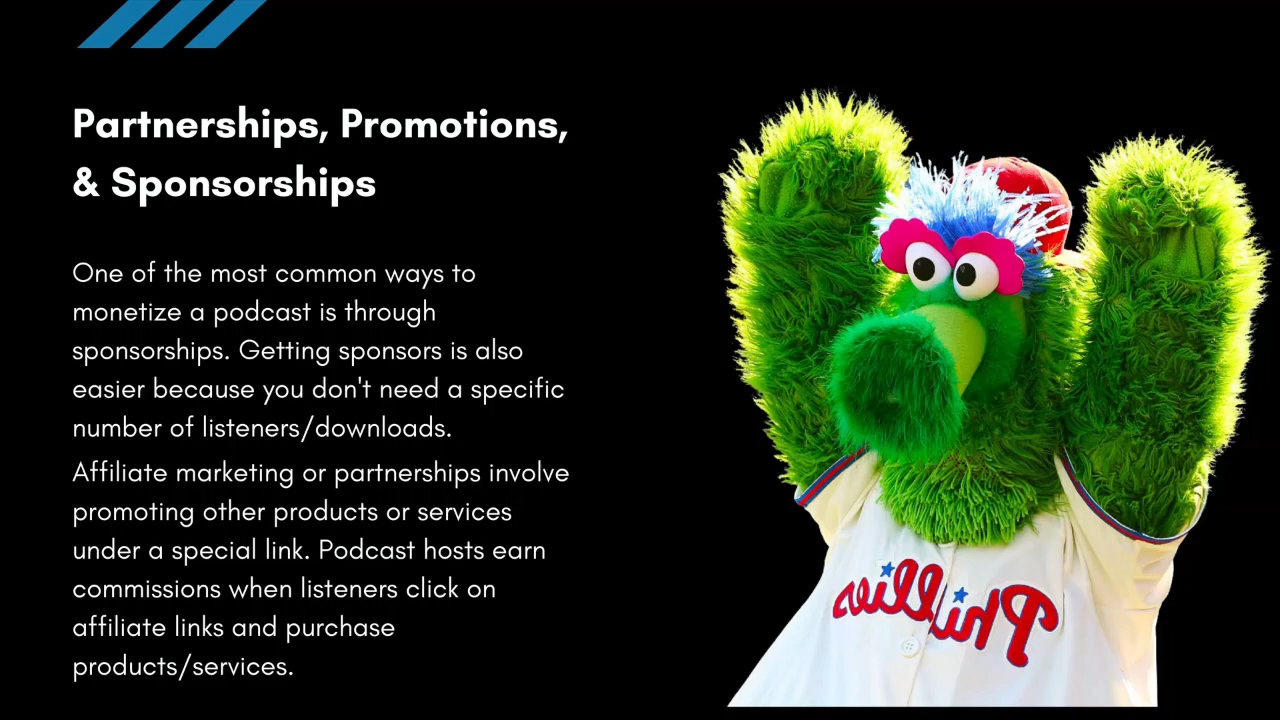 Partnerships, Promotions,
& Sponsorships
One of the most common ways to
monetize a podcast is through
sponsorships. Getting sponsors is also
easier because you don't need a specific
number of listeners/downloads.
Affiliate marketing or partnerships involve
promoting other products or services
under a special link. Podcast hosts earn
commissions when listeners click on
affiliate links and purchase
products/services.
Phillies